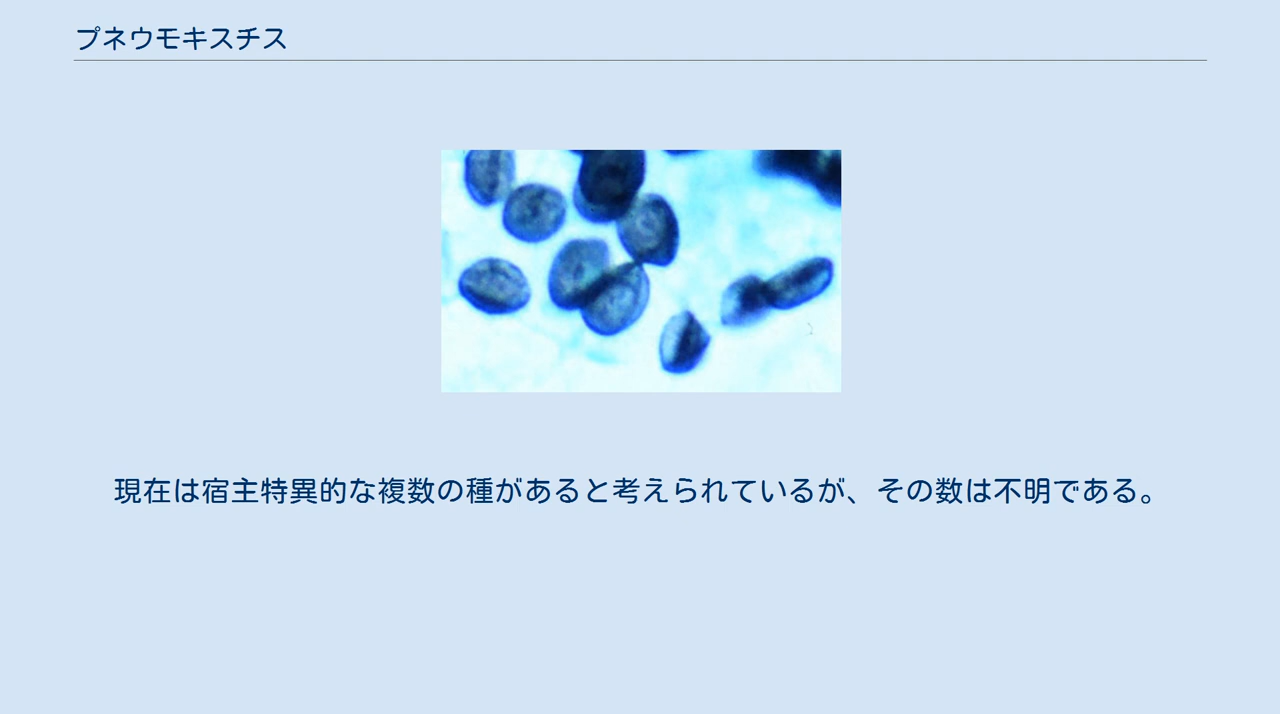 プネウモキスチス
現在は宿主特異的な複数の種があると考えられているが、その数は不明である。